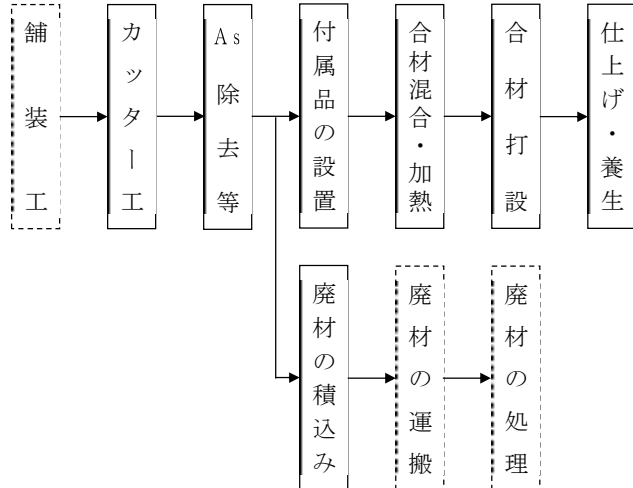 舗装工
カッター工
As除去等
付属品の設置
合材混合・加熱
合材打設
仕上げ・養生
廃材の積込み
廃材の運搬
廃材の処理